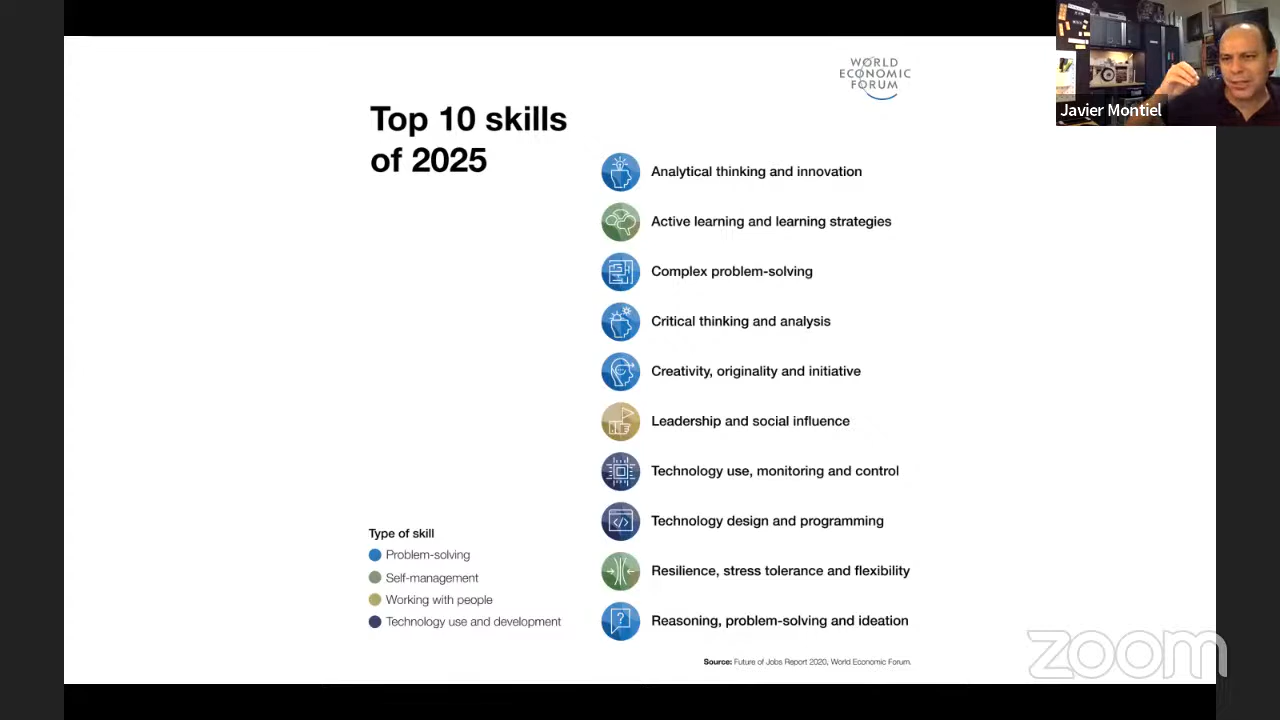 WORLD
ECONOMIC
FORUM
Javier Montiel
Top 10 skills
of 2025
Analytical thinking and innovation
Active learning and learning strategies
Complex problem-solving
Critical thinking and analysis
Creativity, originality and initiative
Leadership and social influence
Technology use, monitoring and control
Technology design and programming
Resilience, stress tolerance and flexibility
Reasoning, problem-solving and ideation
Type of skill
Problem-solving
Self-management
Working with people
Technology use and development
Source: Future of Jobs Report 2020, World Economic Forum.
zoom